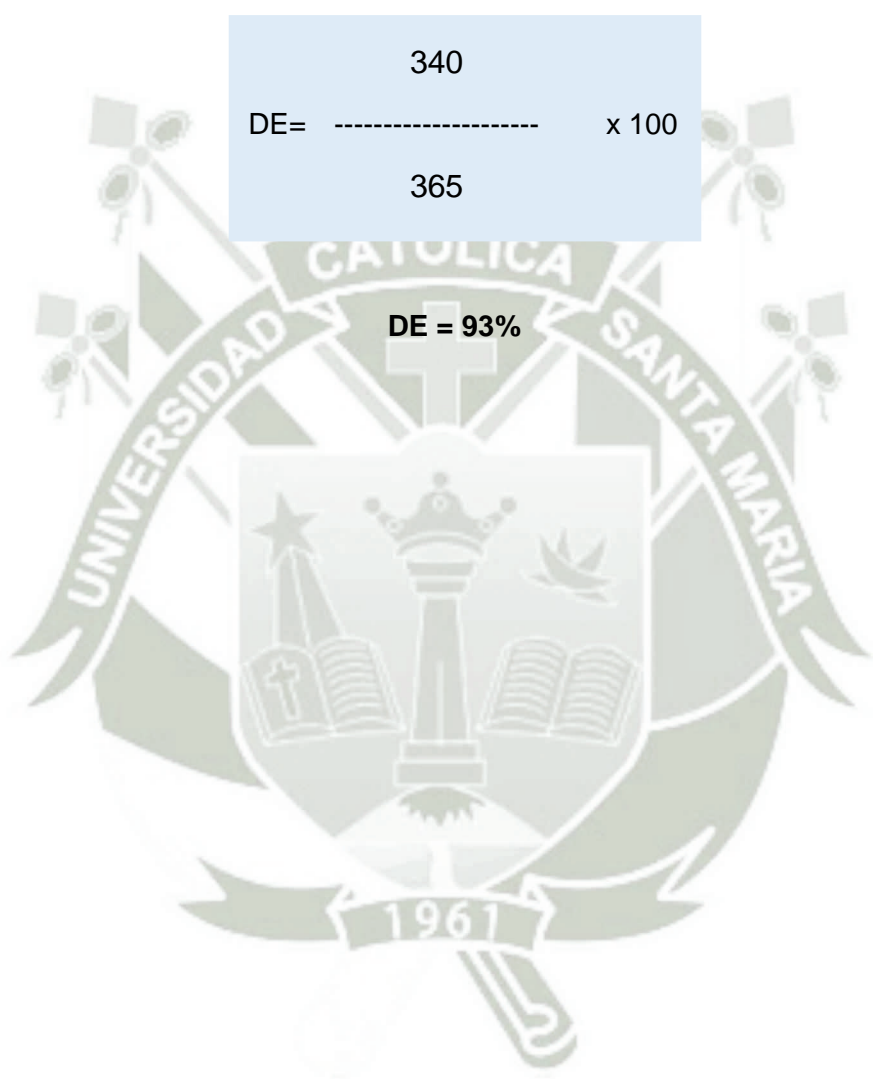 340
DE= --------------------- x 100
365
CATOLICA
DE = 93%
UNIVERSIDAD
SANTA MARIA
1961